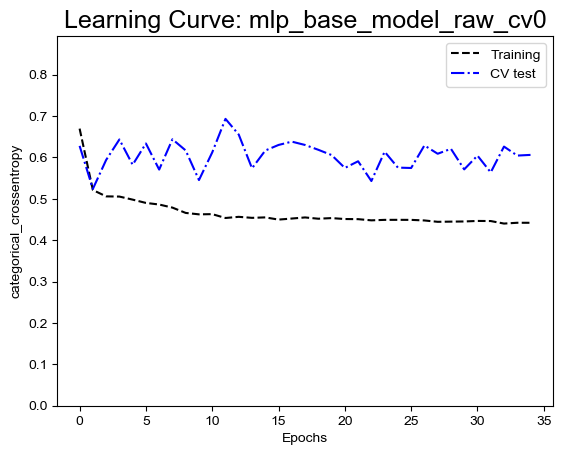 Learning Curve: mlp_base_model_raw_cv0
Training
CV test
categorical_crossentropy
0.8
0.7
0.6
0.5
0.4
0.3
0.2
0.1
0.0
0 5 10 15 20 25 30 35
Epochs